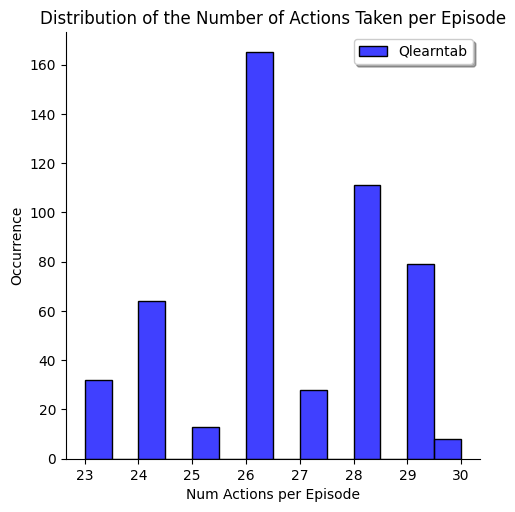 Distribution of the Number of Actions Taken per Episode
Qlearntab
160
140
120
100
80
60
40
20
0
Occurrence
23 24 25 26 27 28 29 30
Num Actions per Episode